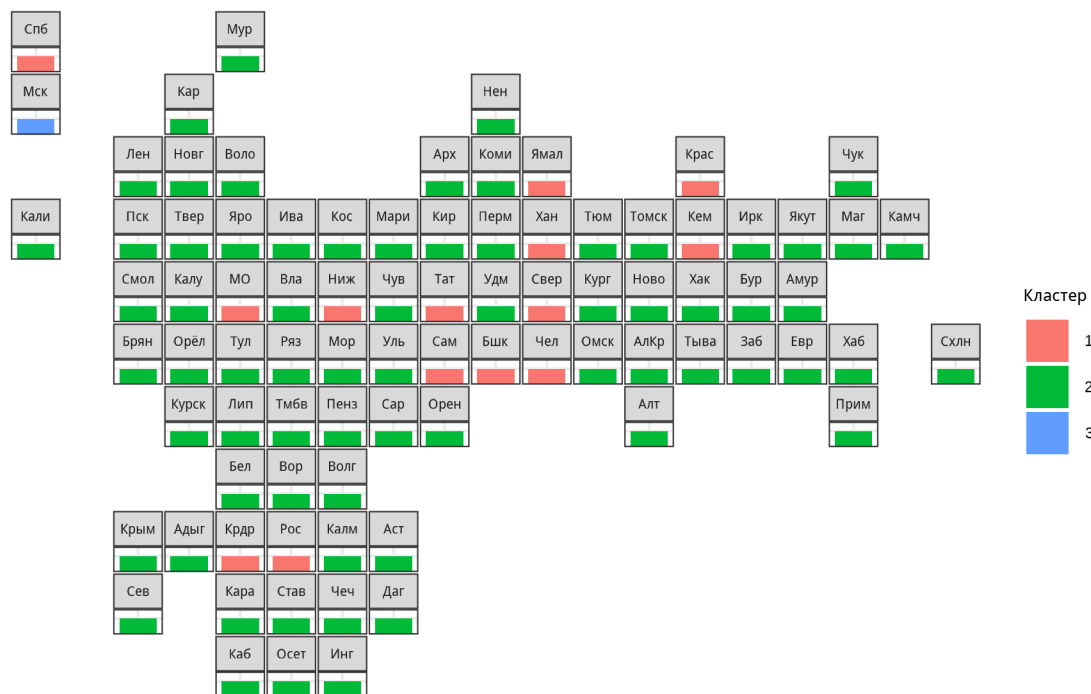 Спб Мур
Мск Кар Нен
Лен Новг Воло Арх Коми Ямал Крас Чук
Кали Пск Твер Яро Ива Кос Мари Кир Перм Хан Тюм Томск Кем Ирк Якут Маг Камч
Смол Калу МО Вла Ниж Чув Тат Удм Свер Кург Ново Хак Бур Амур
Кластер
Брян Орёл Тул Ряз Мор Уль Сам Бшк Чел Омск АлКр Тыва Заб Евр Хаб Схлн
1
2
Курск Лип Тмбв Пенз Сар Орен Алт Прим
3
Бел Вор Волг
Крым Адыг Крдр Рос Калм Аст
Сев Кара Став Чеч Даг
Каб Осет Инг